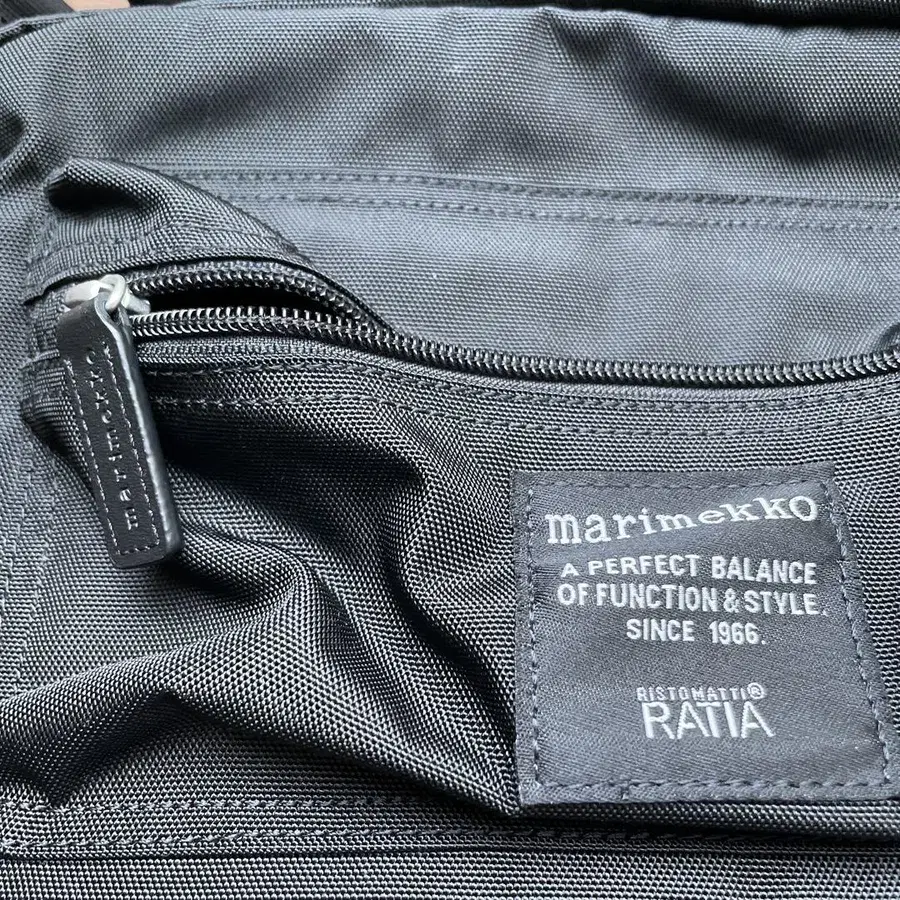 marimekko
marimekko
A PERFECT BALANCE
OF FUNCTION & STYLE.
SINCE 1966.
RISTOMATTI®
RATIA